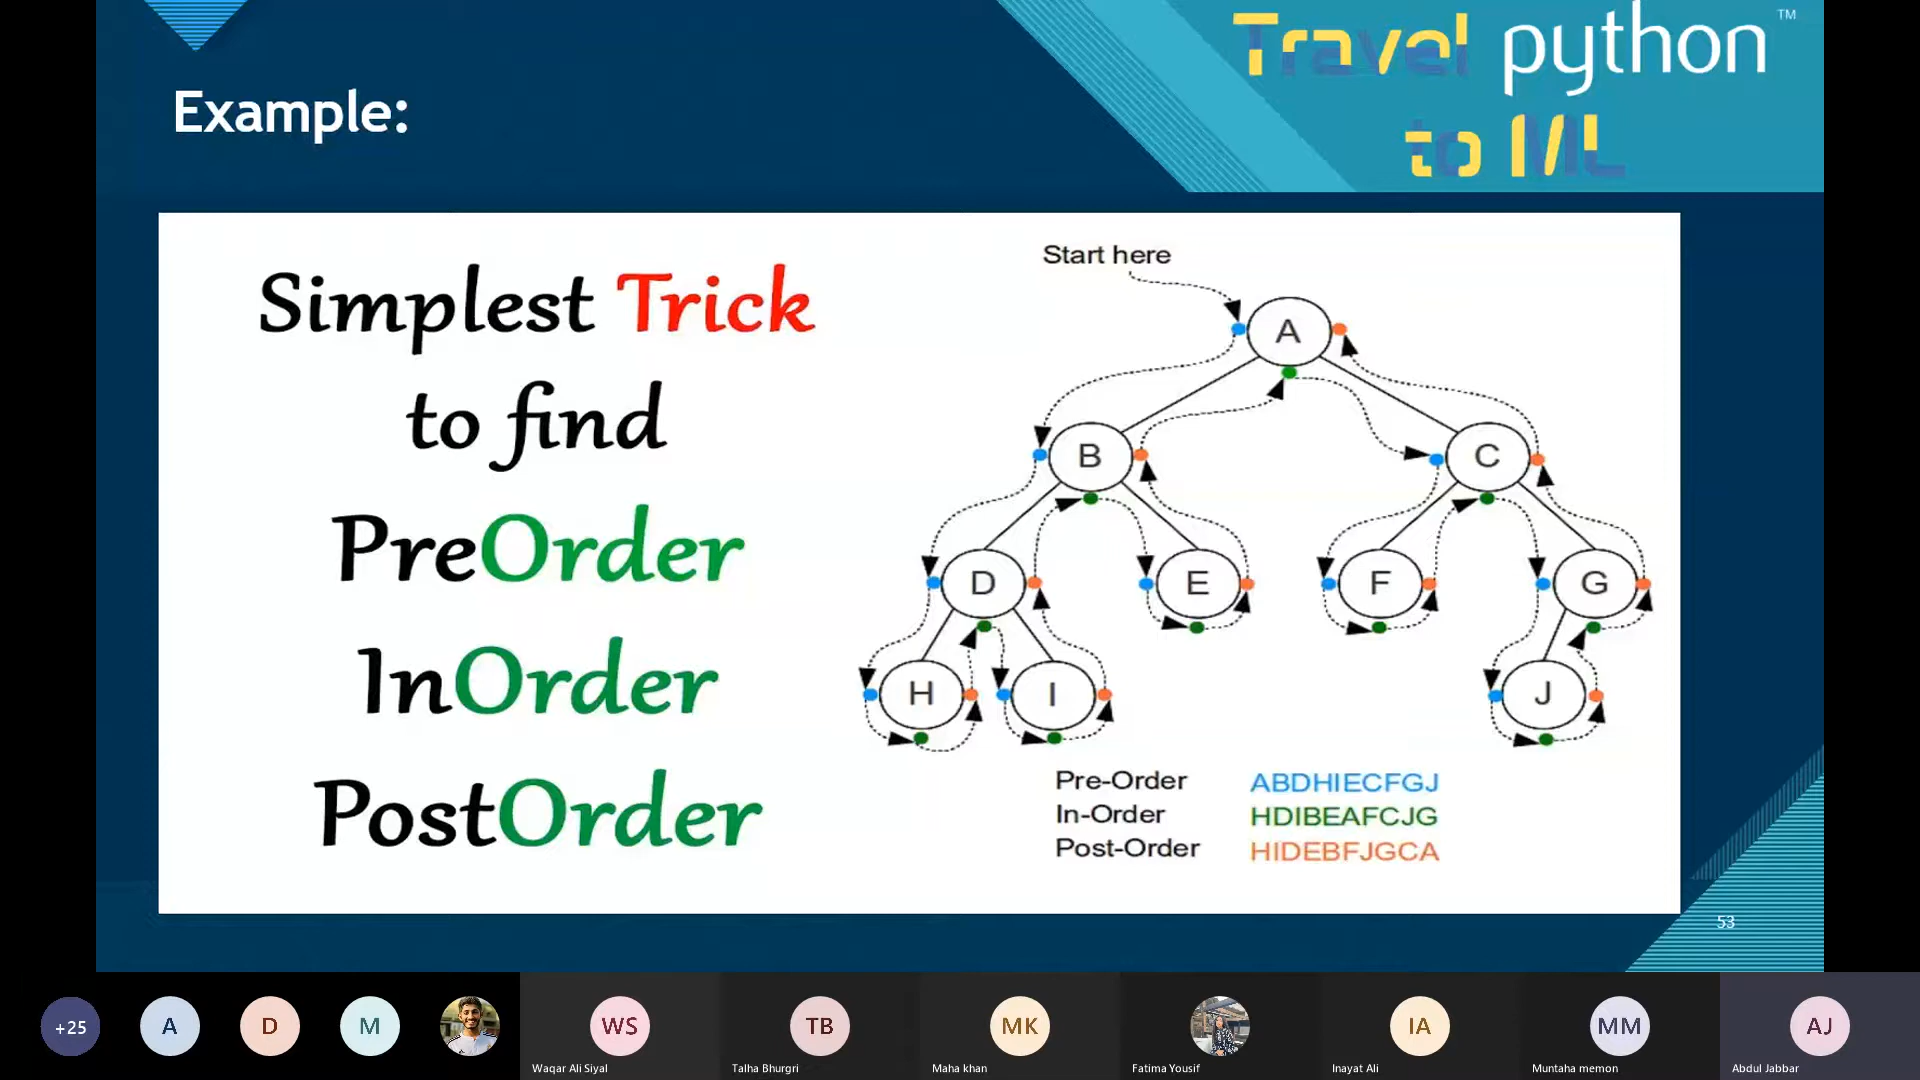 Travel python™
to ML
Example:
Simplest Trick
to find
PreOrder
InOrder
PostOrder
Start here
A
B
C
D
E
F
G
H
I
J
Pre-Order ABDHIECFGJ
In-Order HDIBEAFCJG
Post-Order HIDEBFJGCA
53
+25
A
D
M
WS
TB
MK
IA
MM
AJ
Waqar Ali Siyal
Talha Bhurgri
Maha khan
Fatima Yousif
Inayat Ali
Muntaha memon
Abdul Jabbar